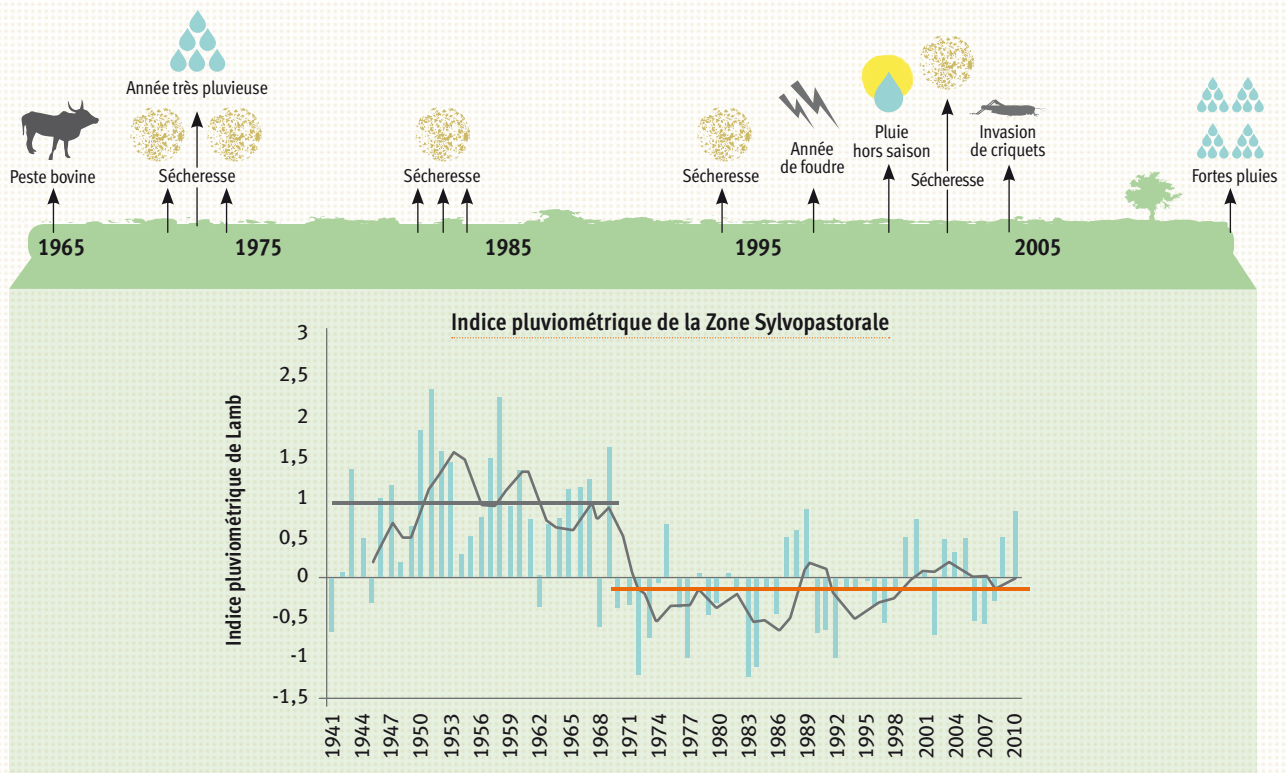 Année très pluvieuse
Peste bovine
Sécheresse
Sécheresse
Sécheresse
Année
de foudre
Pluie
hors saison
Sécheresse
Invasion
de criquets
Fortes pluies
1965
1975
1985
1995
2005
Indice pluviométrique de la Zone Sylvopastorale
Indice pluviométrique de Lamb
3
2,5
2
1,5
1
0,5
0
-0,5
-1
-1,5
1941
1944
1947
1950
1953
1956
1959
1962
1965
1968
1971
1974
1977
1980
1983
1986
1989
1992
1995
1998
2001
2004
2007
2010